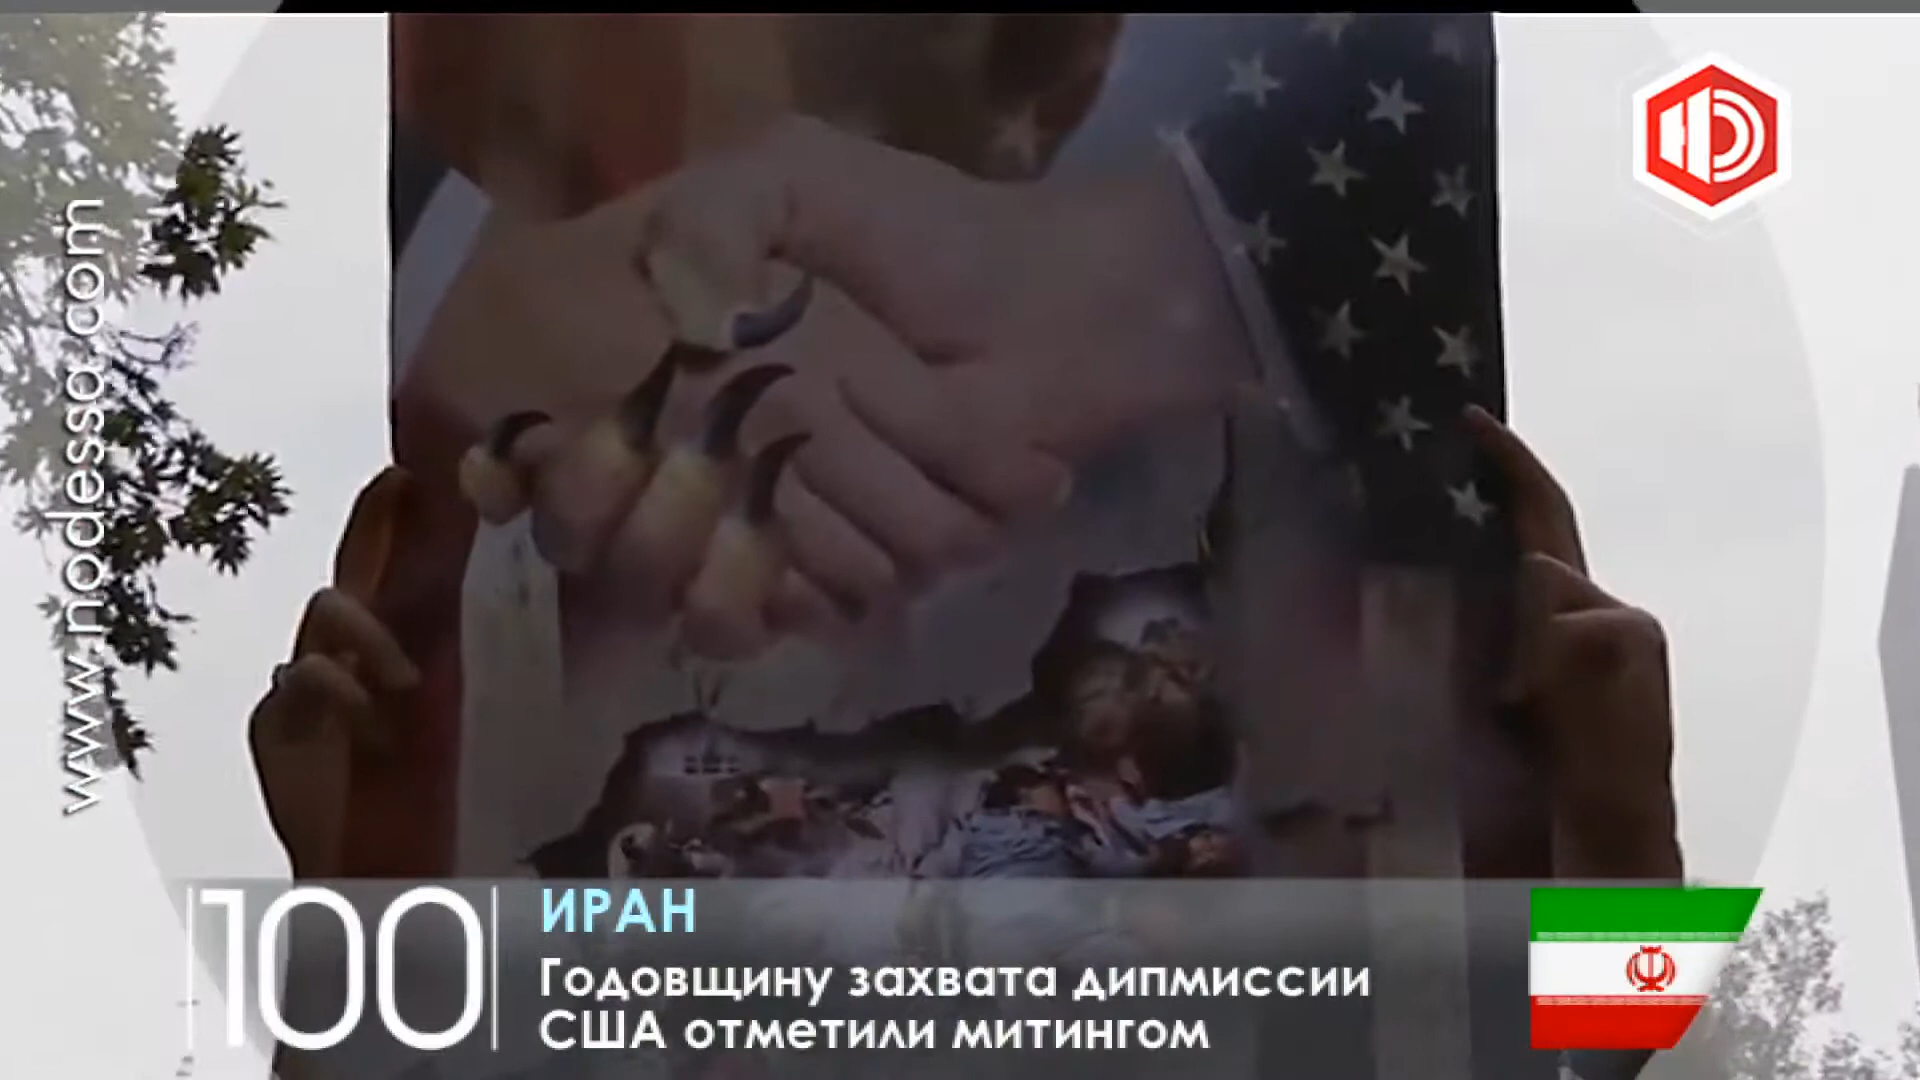 www.nodessa.com
100
ИРАН
Годовщину захвата дипмиссии
США отметили митингом